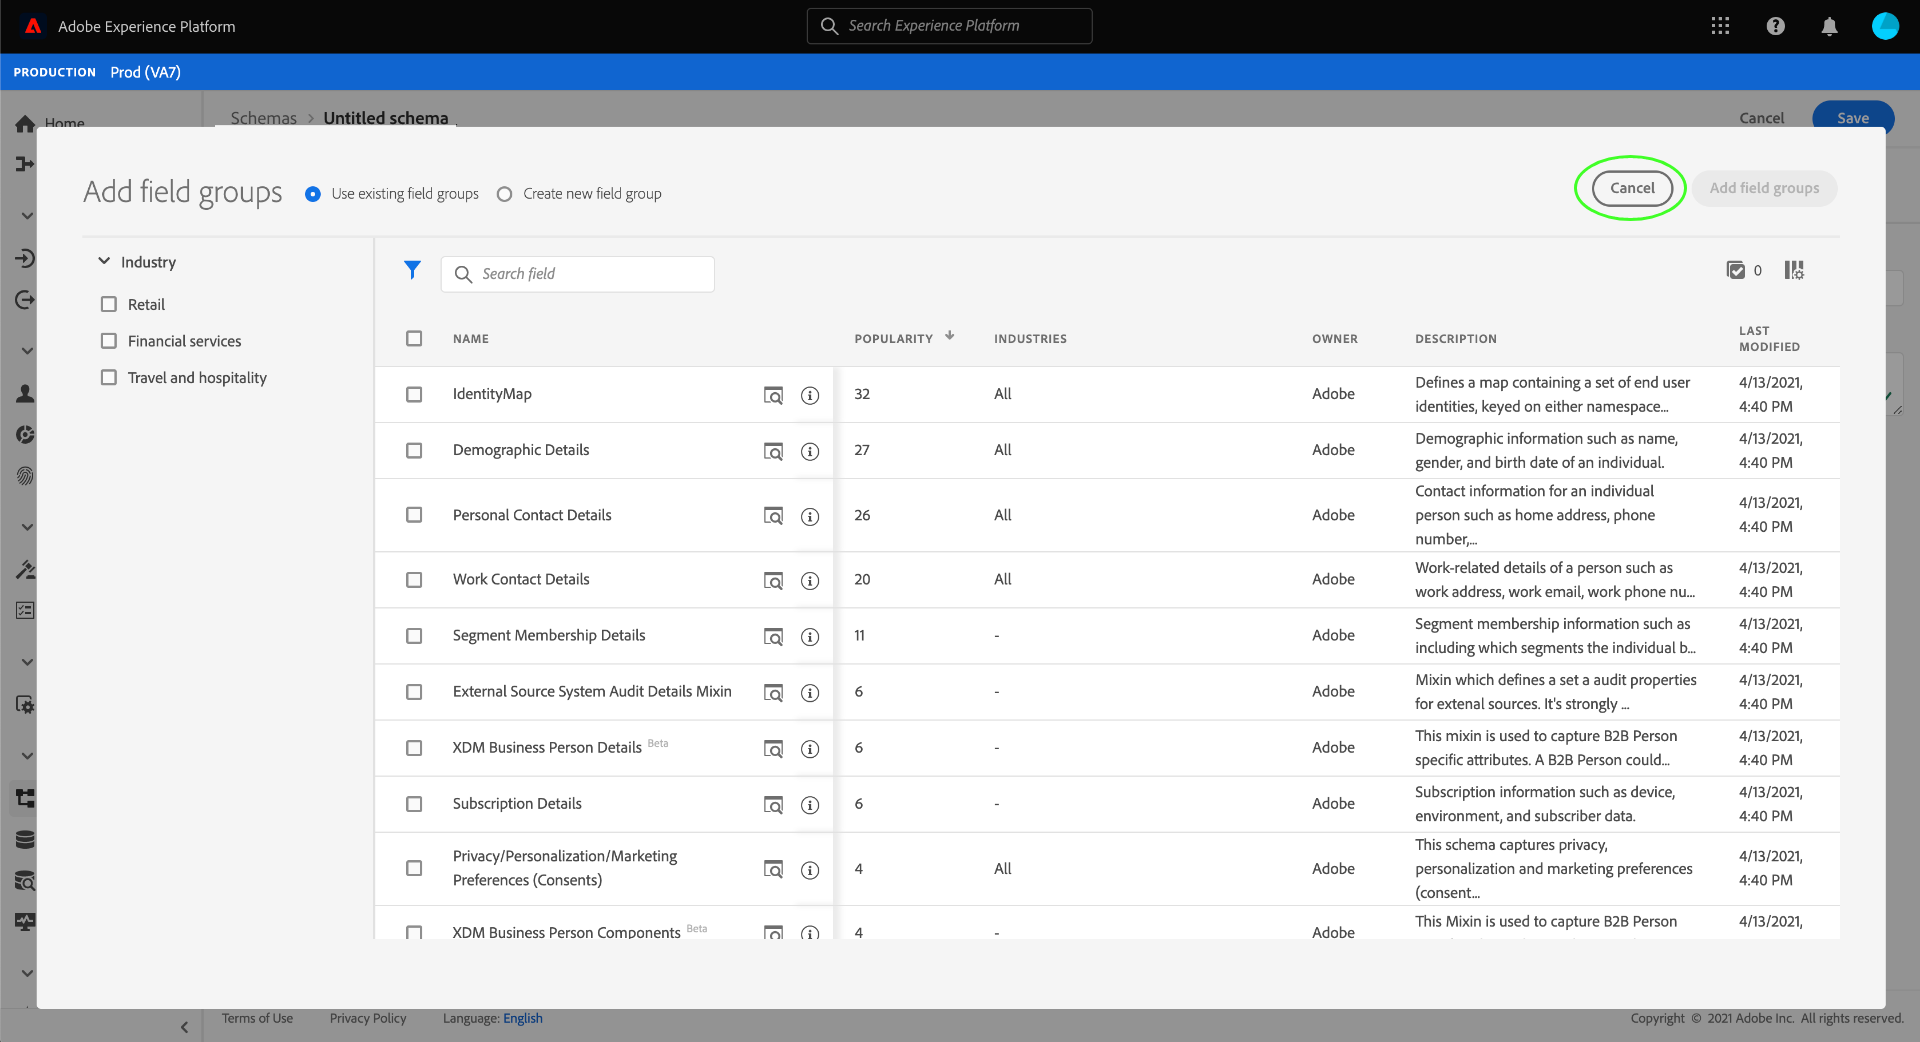 Adobe Experience Platform
Search Experience Platform
PRODUCTION Prod (VA7)
Home
Schemas > Untitled schema
Cancel Save
Add field groups
Use existing field groups Create new field group
Cancel Add field groups
Industry
Retail
Financial services
Travel and hospitality
Search field
0
NAME POPULARITY INDUSTRIES OWNER DESCRIPTION LAST
MODIFIED
IdentityMap 32 All Adobe Defines a map containing a set of end user 4/13/2021,
identities, keyed on either namespace... 4:40 PM
Demographic Details 27 All Adobe Demographic information such as name, 4/13/2021,
gender, and birth date of an individual. 4:40 PM
Contact information for an individual
Personal Contact Details 26 All Adobe person such as home address, phone 4/13/2021,
number,... 4:40 PM
Work Contact Details 20 All Adobe Work-related details of a person such as 4/13/2021,
work address, work email, work phone nu... 4:40 PM
Segment Membership Details 11 - Adobe Segment membership information such as 4/13/2021,
including which segments the individual b... 4:40 PM
External Source System Audit Details Mixin 6 - Adobe Mixin which defines a set a audit properties 4/13/2021,
for extenal sources. It's strongly ... 4:40 PM
XDM Business Person Details Beta 6 - Adobe This mixin is used to capture B2B Person 4/13/2021,
specific attributes. A B2B Person could... 4:40 PM
Subscription Details 6 - Adobe Subscription information such as device, 4/13/2021,
environment, and subscriber data. 4:40 PM
This schema captures privacy,
Privacy/Personalization/Marketing 4 All Adobe personalization and marketing preferences 4/13/2021,
Preferences (Consents) (consent... 4:40 PM
XDM Business Person Components Beta 4 - Adobe This Mixin is used to capture B2B Person 4/13/2021,
Terms of Use Privacy Policy Language: English
Copyright © 2021 Adobe Inc. All rights reserved.